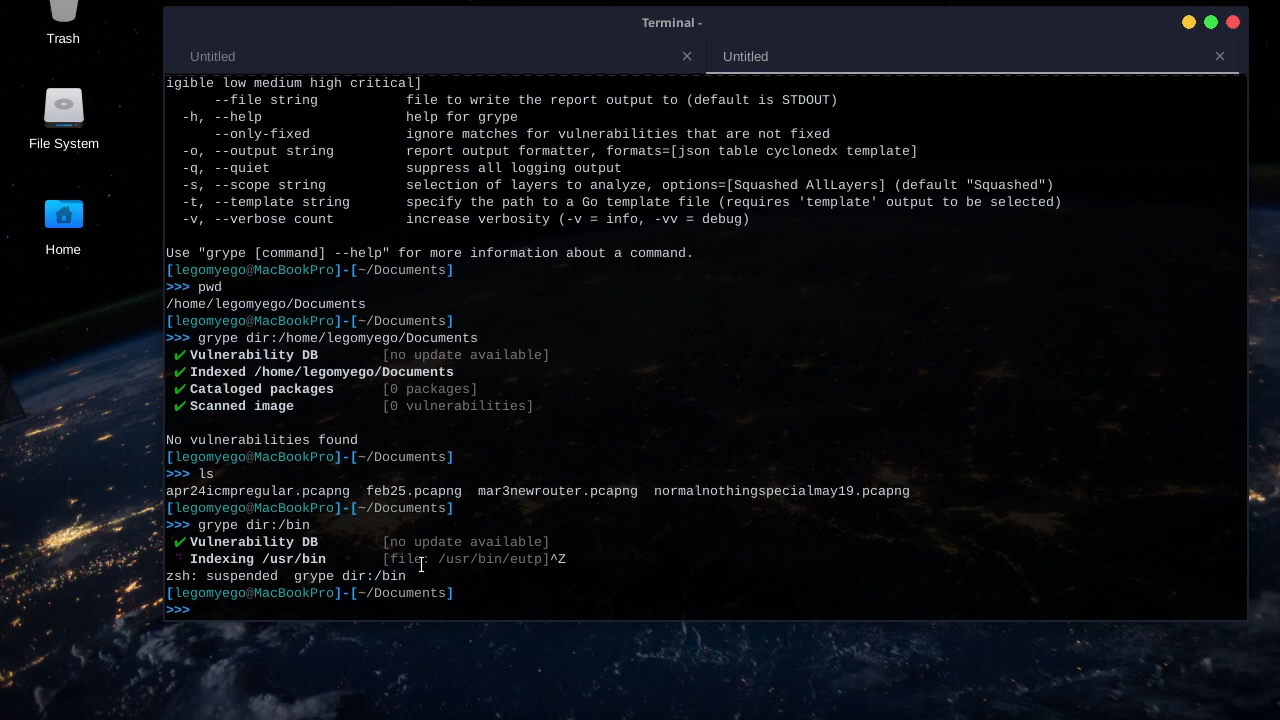 Trash
File System
Home
Terminal -
Untitled
Untitled
igible low medium high critical]
      --file string           file to write the report output to (default is STDOUT)
  -h, --help                  help for grype
      --only-fixed            ignore matches for vulnerabilities that are not fixed
  -o, --output string         report output formatter, formats=[json table cyclonedx template]
  -q, --quiet                 suppress all logging output
  -s, --scope string          selection of layers to analyze, options=[Squashed AllLayers] (default "Squashed")
  -t, --template string       specify the path to a Go template file (requires 'template' output to be selected)
  -v, --verbose count         increase verbosity (-v = info, -vv = debug)
Use "grype [command] --help" for more information about a command.
[legomyego@MacBookPro]-[~/Documents]
>>> pwd
/home/legomyego/Documents
[legomyego@MacBookPro]-[~/Documents]
>>> grype dir:/home/legomyego/Documents
 ✔ Vulnerability DB        [no update available]
 ✔ Indexed /home/legomyego/Documents
 ✔ Cataloged packages      [0 packages]
 ✔ Scanned image           [0 vulnerabilities]
No vulnerabilities found
[legomyego@MacBookPro]-[~/Documents]
>>> ls
apr24icmpregular.pcapng  feb25.pcapng  mar3newrouter.pcapng  normalnothingspecialmay19.pcapng
[legomyego@MacBookPro]-[~/Documents]
>>> grype dir:/bin
 ✔ Vulnerability DB        [no update available]
   Indexing /usr/bin       [file: /usr/bin/eutp]^Z
zsh: suspended  grype dir:/bin
[legomyego@MacBookPro]-[~/Documents]
>>>